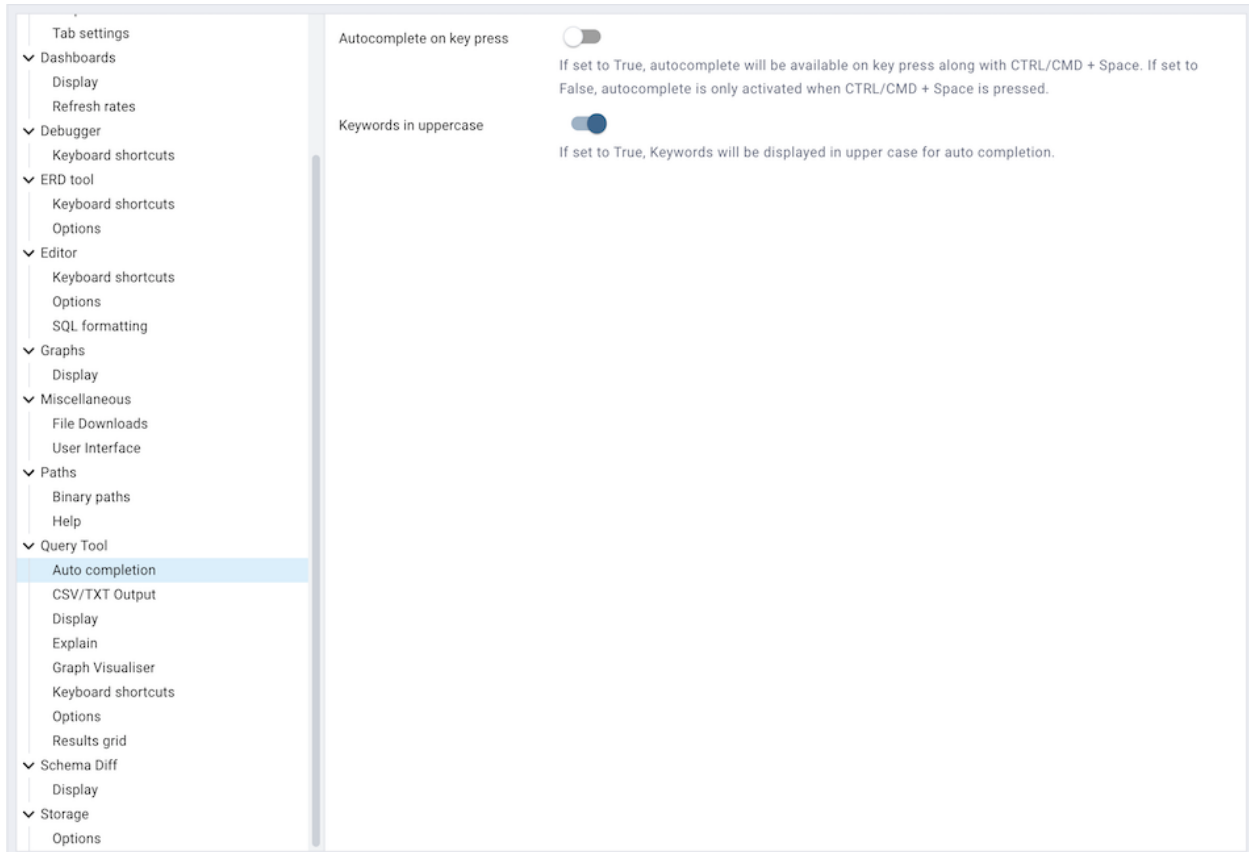 Tab settings
Dashboards
Display
Refresh rates
Debugger
Keyboard shortcuts
ERD tool
Keyboard shortcuts
Options
Editor
Keyboard shortcuts
Options
SQL formatting
Graphs
Display
Miscellaneous
File Downloads
User Interface
Paths
Binary paths
Help
Query Tool
Auto completion
CSV/TXT Output
Display
Explain
Graph Visualiser
Keyboard shortcuts
Options
Results grid
Schema Diff
Display
Storage
Options
Autocomplete on key press
If set to True, autocomplete will be available on key press along with CTRL/CMD + Space. If set to
False, autocomplete is only activated when CTRL/CMD + Space is pressed.
Keywords in uppercase
If set to True, Keywords will be displayed in upper case for auto completion.